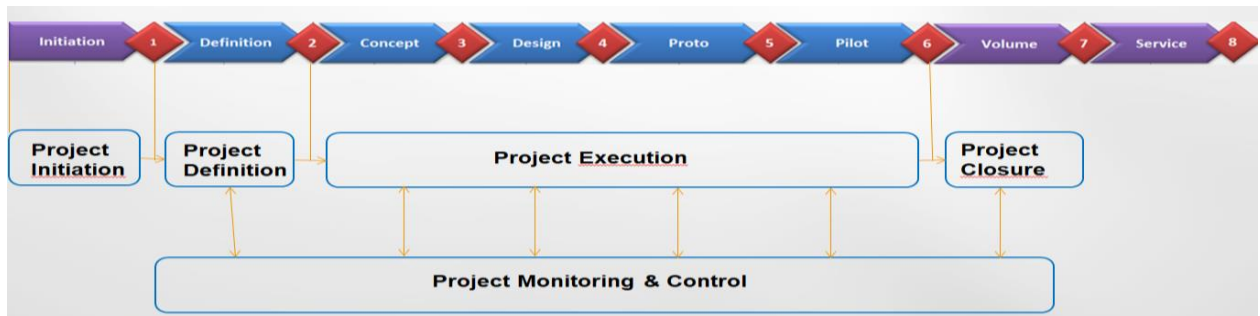 Initiation 1 Definition 2 Concept 3 Design 4 Proto 5 Pilot 6 Volume 7 Service 8
Project
Initiation
Project
Definition
Project Execution
Project
Closure
Project Monitoring & Control